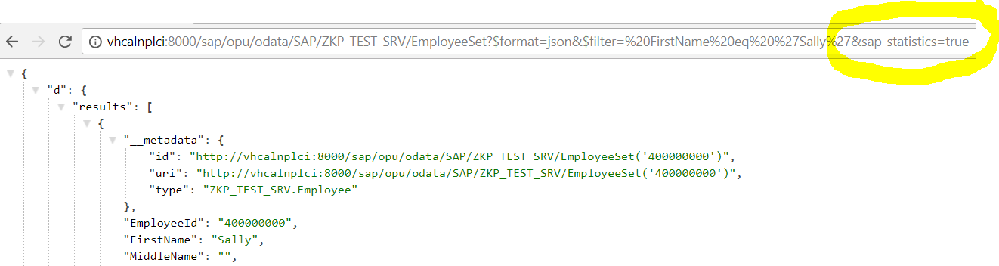 vhcalnplci:8000/sap/opu/odata/SAP/ZKP_TEST_SRV/EmployeeSet?$format=json&$filter=%20FirstName%20eq%20%27Sally%27&sap-statistics=true
{
"d": {
"results": [
{
"__metadata": {
"id": "http://vhcalnplci:8000/sap/opu/odata/SAP/ZKP_TEST_SRV/EmployeeSet('400000000')",
"uri": "http://vhcalnplci:8000/sap/opu/odata/SAP/ZKP_TEST_SRV/EmployeeSet('400000000')",
"type": "ZKP_TEST_SRV.Employee"
},
"EmployeeId": "400000000",
"FirstName": "Sally",
"MiddleName": "",